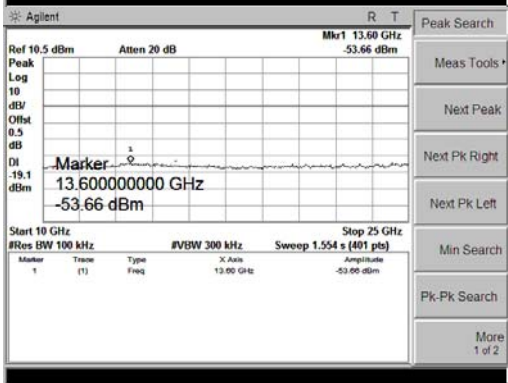 Agilent R T
Mkr1 13.60 GHz
Ref 10.5 dBm Atten 20 dB -53.66 dBm
Peak
Log
10
dB/
Offst
0.5
dB
DI
-19.1
dBm
1
Marker
13.600000000 GHz
-53.66 dBm
Start 10 GHz Stop 25 GHz
#Res BW 100 kHz #VBW 300 kHz Sweep 1.554 s (401 pts)
Marker Trace Type X Axis Amplitude
1 (1) Freq 13.60 GHz -53.66 dBm
Peak Search
Meas Tools
Next Peak
Next Pk Right
Next Pk Left
Min Search
Pk-Pk Search
More
1 of 2